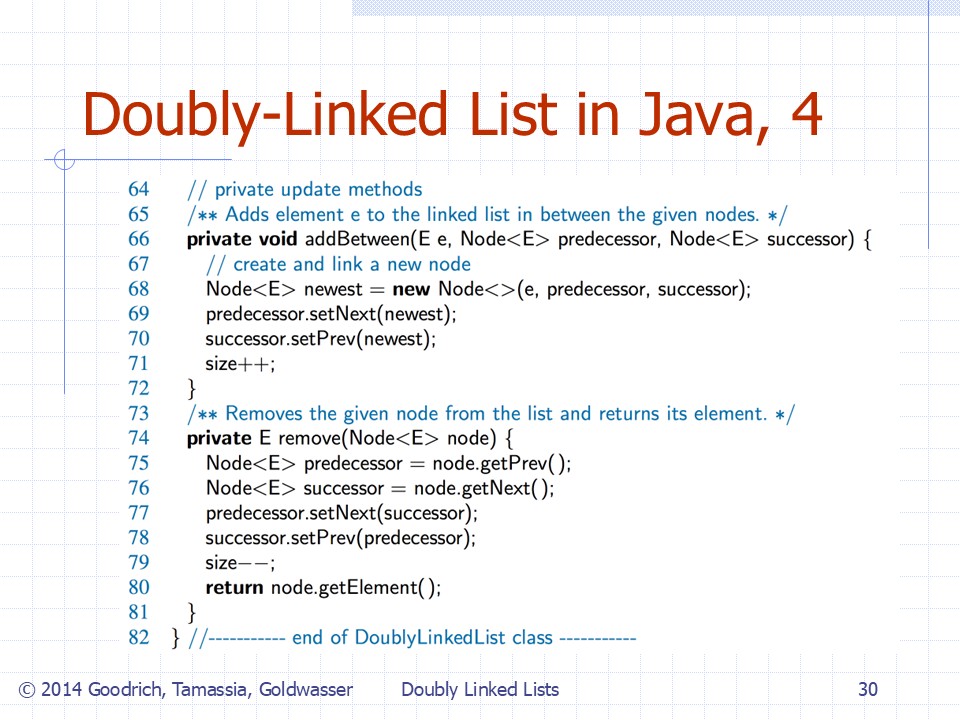 Doubly-Linked List in Java, 4
64 // private update methods
65 /** Adds element e to the linked list in between the given nodes. */
66 private void addBetween(E e, Node<E> predecessor, Node<E> successor) {
67 // create and link a new node
68 Node<E> newest = new Node<>(e, predecessor, successor);
69 predecessor.setNext(newest);
70 successor.setPrev(newest);
71 size++;
72 }
73 /** Removes the given node from the list and returns its element. */
74 private E remove(Node<E> node) {
75 Node<E> predecessor = node.getPrev( );
76 Node<E> successor = node.getNext( );
77 predecessor.setNext(successor);
78 successor.setPrev(predecessor);
79 size−−;
80 return node.getElement( );
81 }
82 } //----------- end of DoublyLinkedList class -----------
© 2014 Goodrich, Tamassia, Goldwasser Doubly Linked Lists 30